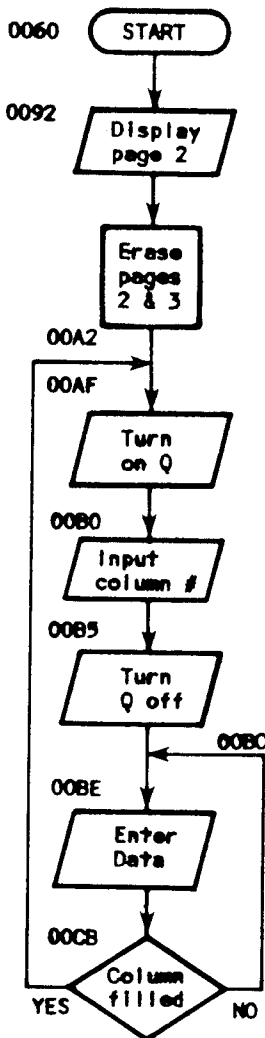 0060
START
0092
Display
page 2
Erase
pages
2 & 3
00A2
00AF
Turn
on Q
00B0
Input
column #
00B5
Turn
Q off
00BC
00BE
Enter
Data
00CB
Column
filled
YES
NO